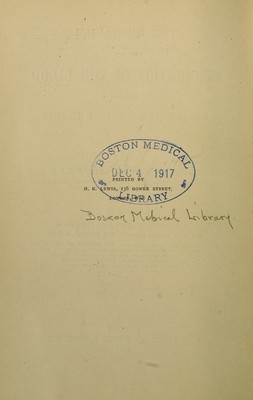 BOSTON MEDICAL
DEC 4 1917
PRINTED BY
H. K. LEWIS, 136 GOWER STREET,
LIBRARY
Boston Medical Library